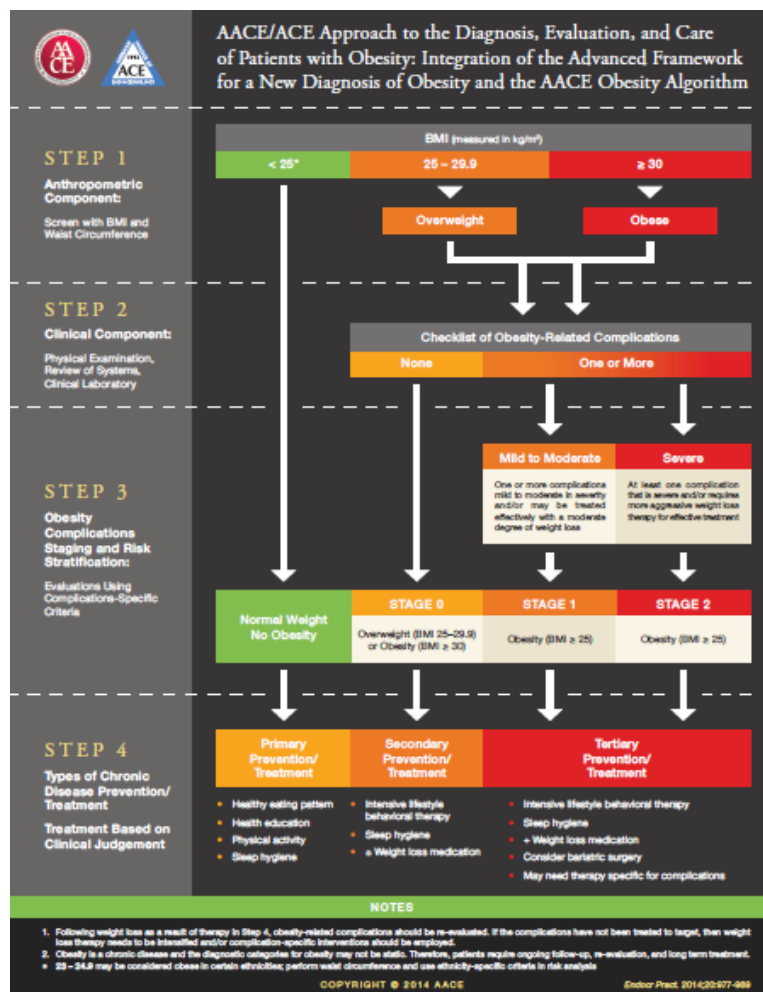 AACE/ACE Approach to the Diagnosis, Evaluation, and Care
of Patients with Obesity: Integration of the Advanced Framework
for a New Diagnosis of Obesity and the AACE Obesity Algorithm
AA
CE
ACE
STEP 1
Anthropometric
Component:
Screen with BMI and
Waist Circumference
BMI (measured in kg/m²)
< 25*
25 – 29.9
≥ 30
Overweight
Obese
STEP 2
Clinical Component:
Physical Examination,
Review of Systems,
Clinical Laboratory
Checklist of Obesity-Related Complications
None
One or More
STEP 3
Obesity
Complications
Staging and Risk
Stratification:
Evaluations Using
Complications-Specific
Criteria
Mild to Moderate
One or more complications
mild to moderate in severity
and/or may be treated
effectively with a moderate
degree of weight loss
Severe
At least one complication
that is severe and/or requires
more aggressive weight loss
therapy for effective treatment
Normal Weight
No Obesity
STAGE 0
Overweight (BMI 25–29.9)
or Obesity (BMI ≥ 30)
STAGE 1
Obesity (BMI ≥ 25)
STAGE 2
Obesity (BMI ≥ 25)
STEP 4
Types of Chronic
Disease Prevention/
Treatment
Treatment Based on
Clinical Judgement
Primary
Prevention/
Treatment
• Healthy eating pattern
• Health education
• Physical activity
• Sleep hygiene
Secondary
Prevention/
Treatment
• Intensive lifestyle
behavioral therapy
• Sleep hygiene
• ± Weight loss medication
Tertiary
Prevention/
Treatment
• Intensive lifestyle behavioral therapy
• Sleep hygiene
• + Weight loss medication
• Consider bariatric surgery
• May need therapy specific for complications
NOTES
1. Following weight loss as a result of therapy in Step 4, obesity-related complications should be re-evaluated. If the complications have not been treated to target, then weight
loss therapy needs to be intensified and/or complication-specific interventions should be employed.
2. Obesity is a chronic disease and the diagnostic categories for obesity may not be static. Therefore, patients require ongoing follow-up, re-evaluation, and long term treatment.
* 23 – 24.9 may be considered obese in certain ethnicities; perform waist circumference and use ethnicity-specific criteria in risk analysis
COPYRIGHT © 2014 AACE
Endocr Pract. 2014;20:977-989